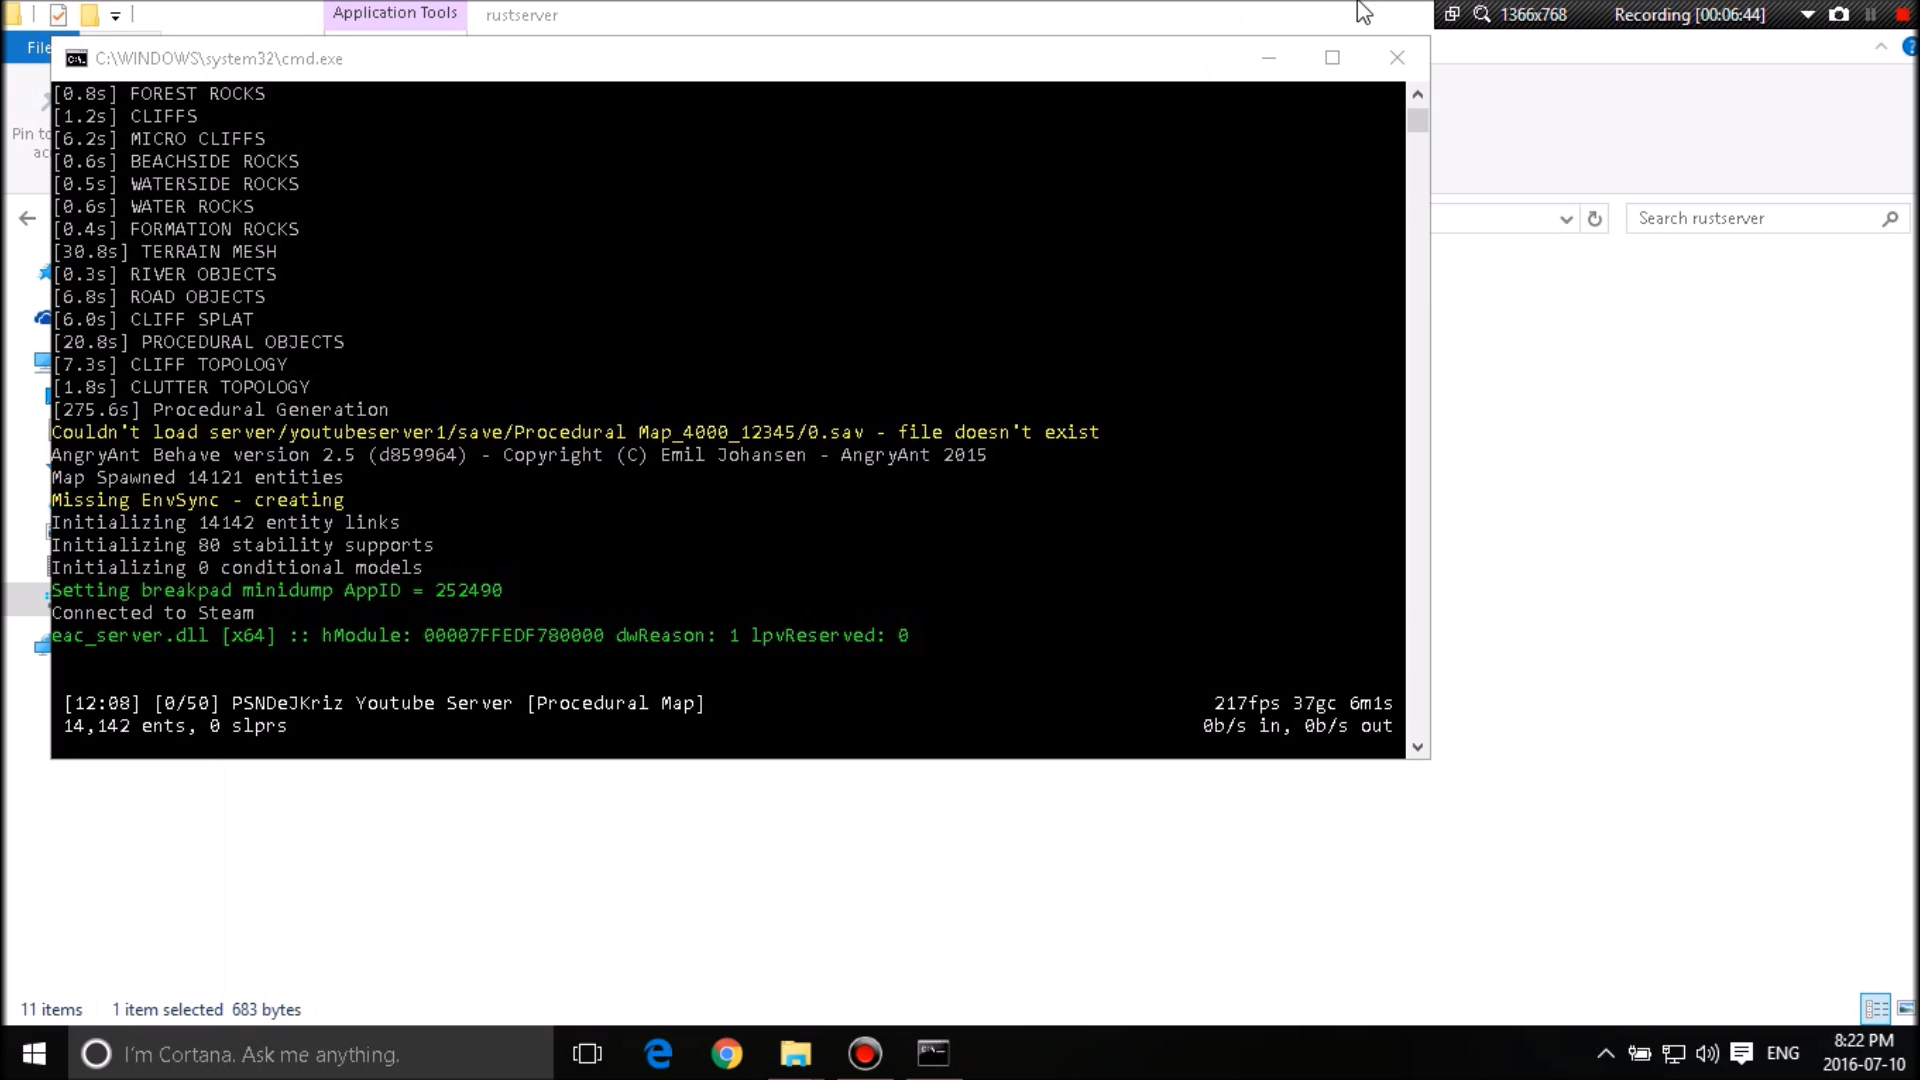 Application Tools
rustserver
1366x768
Recording [00:06:44]
File
C:\WINDOWS\system32\cmd.exe
[0.8s] FOREST ROCKS
[1.2s] CLIFFS
[6.2s] MICRO CLIFFS
[0.6s] BEACHSIDE ROCKS
[0.5s] WATERSIDE ROCKS
[0.6s] WATER ROCKS
[0.4s] FORMATION ROCKS
[30.8s] TERRAIN MESH
[0.3s] RIVER OBJECTS
[6.8s] ROAD OBJECTS
[6.0s] CLIFF SPLAT
[20.8s] PROCEDURAL OBJECTS
[7.3s] CLIFF TOPOLOGY
[1.8s] CLUTTER TOPOLOGY
[275.6s] Procedural Generation
Couldn't load server/youtubeserver1/save/Procedural Map_4000_12345/0.sav - file doesn't exist
AngryAnt Behave version 2.5 (d859964) - Copyright (C) Emil Johansen - AngryAnt 2015
Map Spawned 14121 entities
Missing EnvSync - creating
Initializing 14142 entity links
Initializing 80 stability supports
Initializing 0 conditional models
Setting breakpad minidump AppID = 252490
Connected to Steam
eac_server.dll [x64] :: hModule: 00007FFEDF780000 dwReason: 1 lpvReserved: 0
[12:08] [0/50] PSNDeJKriz Youtube Server [Procedural Map]
217fps 37gc 6m1s
14,142 ents, 0 slprs
0b/s in, 0b/s out
Pin to
Search rustserver
11 items
1 item selected 683 bytes
I'm Cortana. Ask me anything.
ENG
8:22 PM
2016-07-10